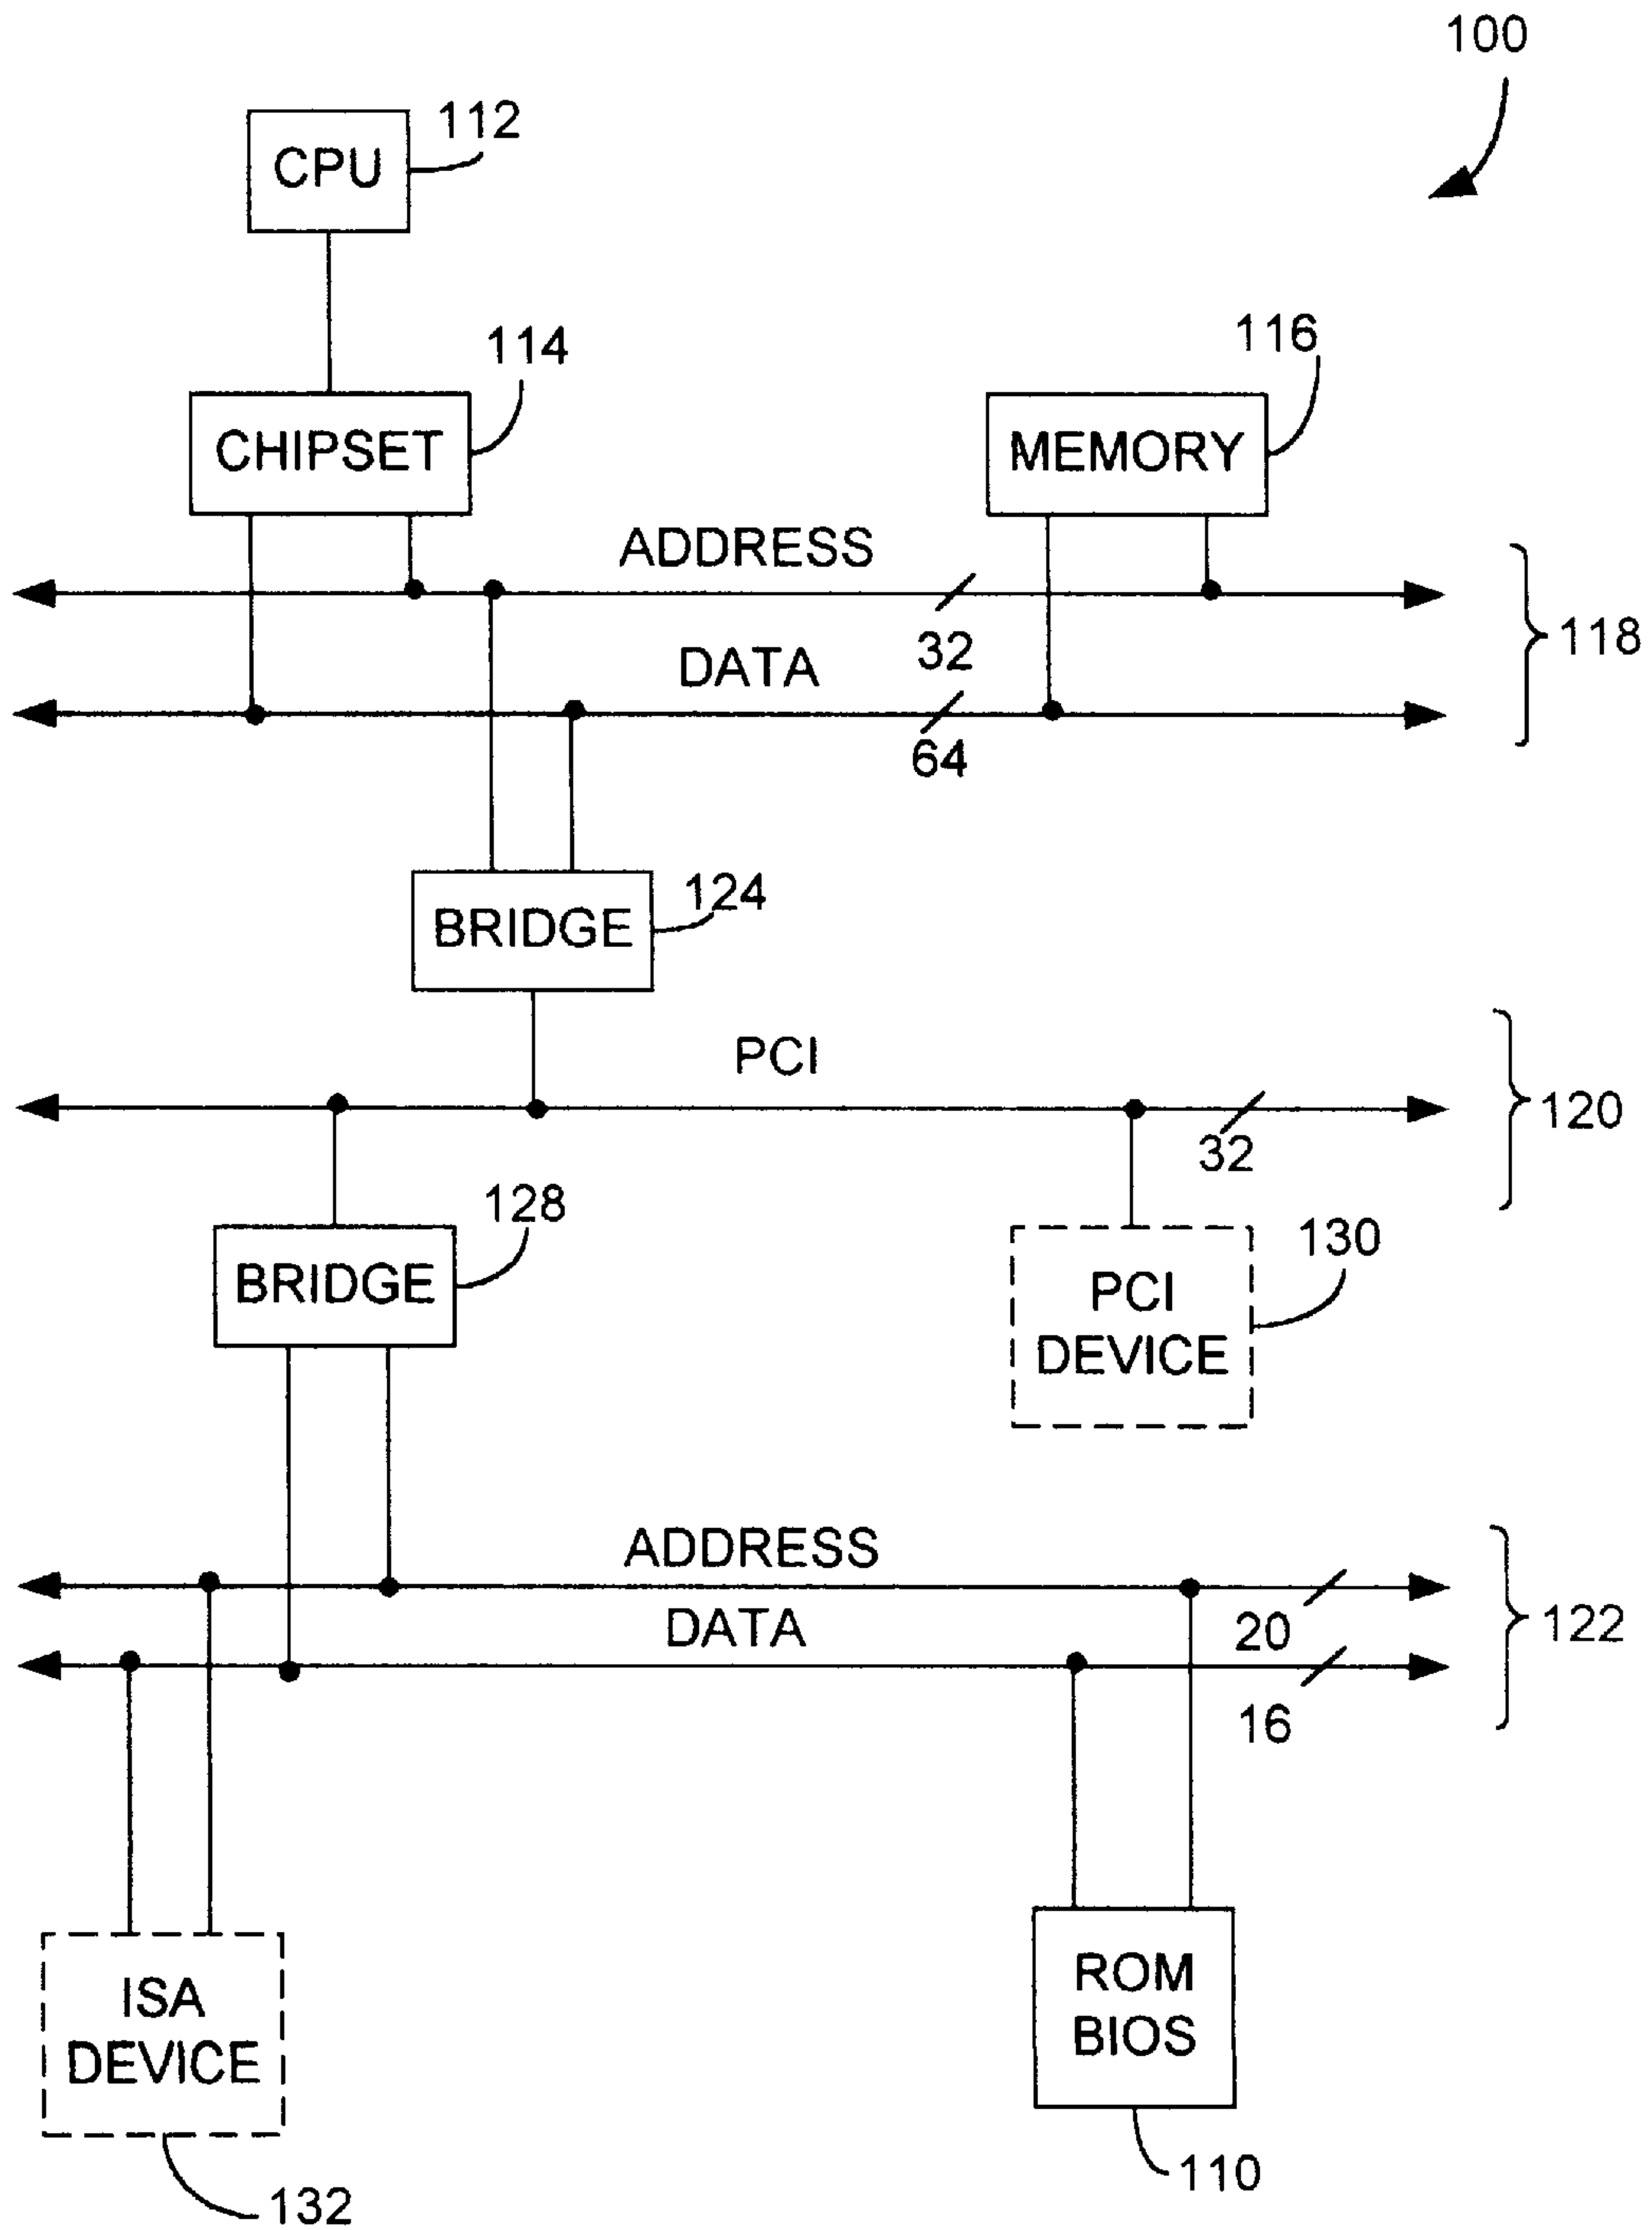 100
112
CPU
114
116
CHIPSET
MEMORY
ADDRESS
32
118
DATA
64
124
BRIDGE
PCI
120
32
128
130
BRIDGE
PCI
DEVICE
ADDRESS
20
122
DATA
16
ISA
DEVICE
ROM
BIOS
110
132